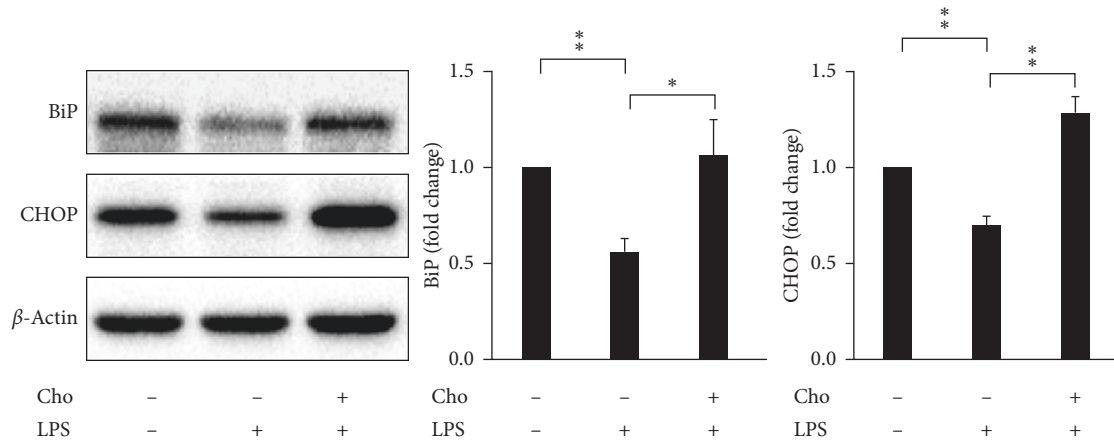 BiP
CHOP
β-Actin
Cho – – +
LPS – + +
**
*
1.5
1.0
0.5
0.0
BiP (fold change)
Cho – – +
LPS – + +
**
**
1.5
1.0
0.5
0.0
CHOP (fold change)
Cho – – +
LPS – + +